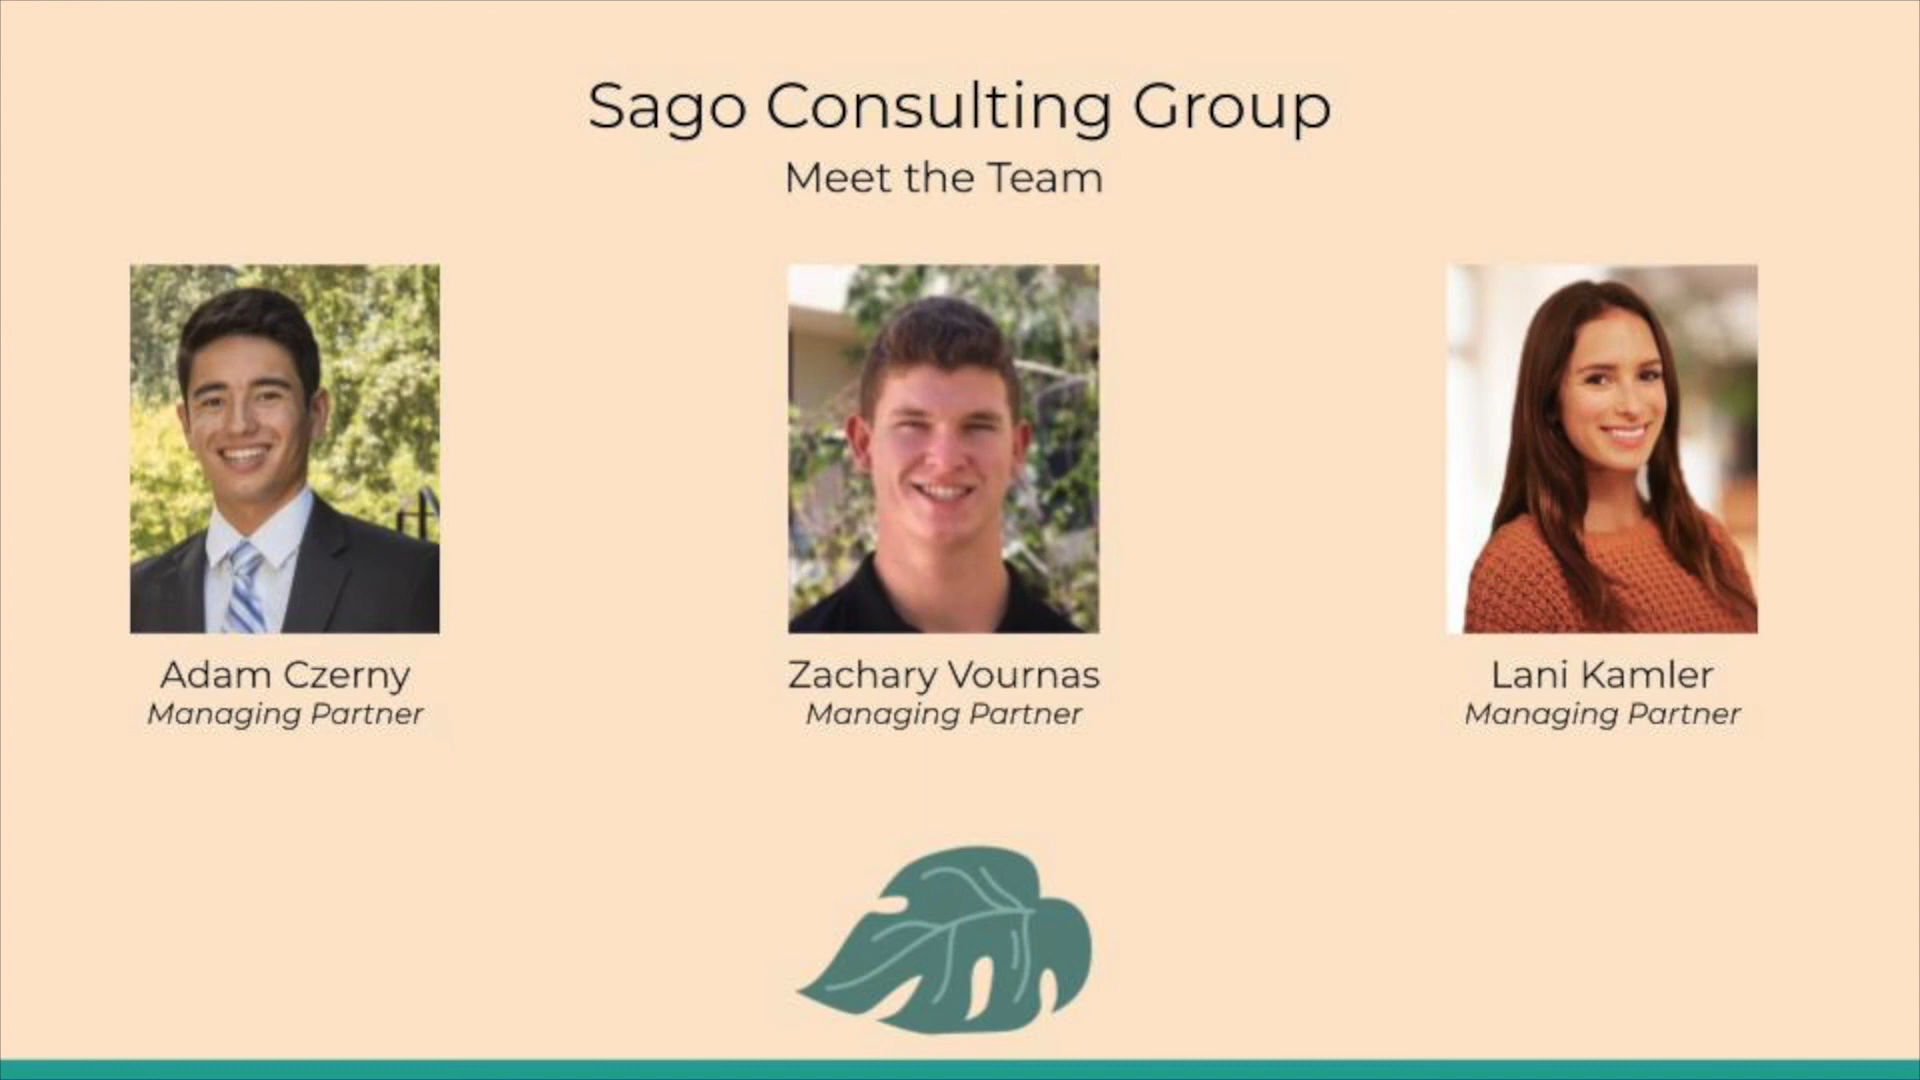 Sago Consulting Group
Meet the Team
Adam Czerny
Managing Partner
Zachary Vournas
Managing Partner
Lani Kamler
Managing Partner